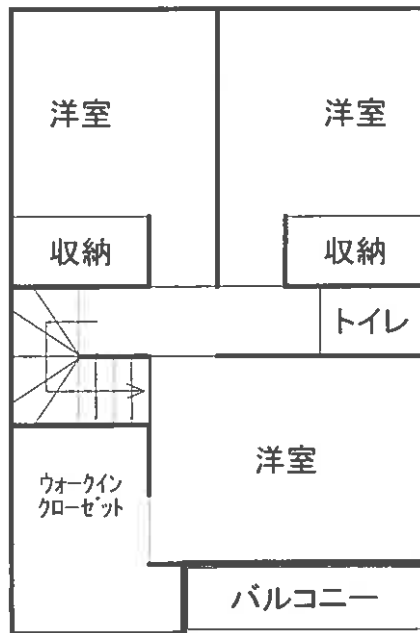 洋室
洋室
収納
収納
トイレ
洋室
ウォークイン
クローゼット
バルコニー